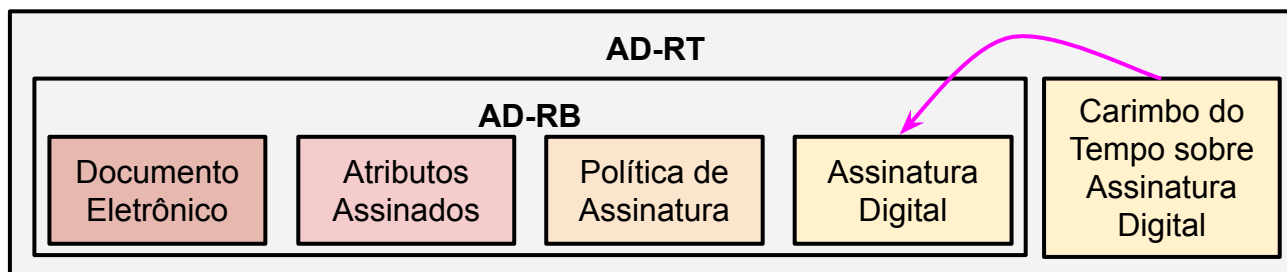 AD-RT
AD-RB
Documento
Eletrônico
Atributos
Assinados
Política de
Assinatura
Assinatura
Digital
Carimbo do
Tempo sobre
Assinatura
Digital